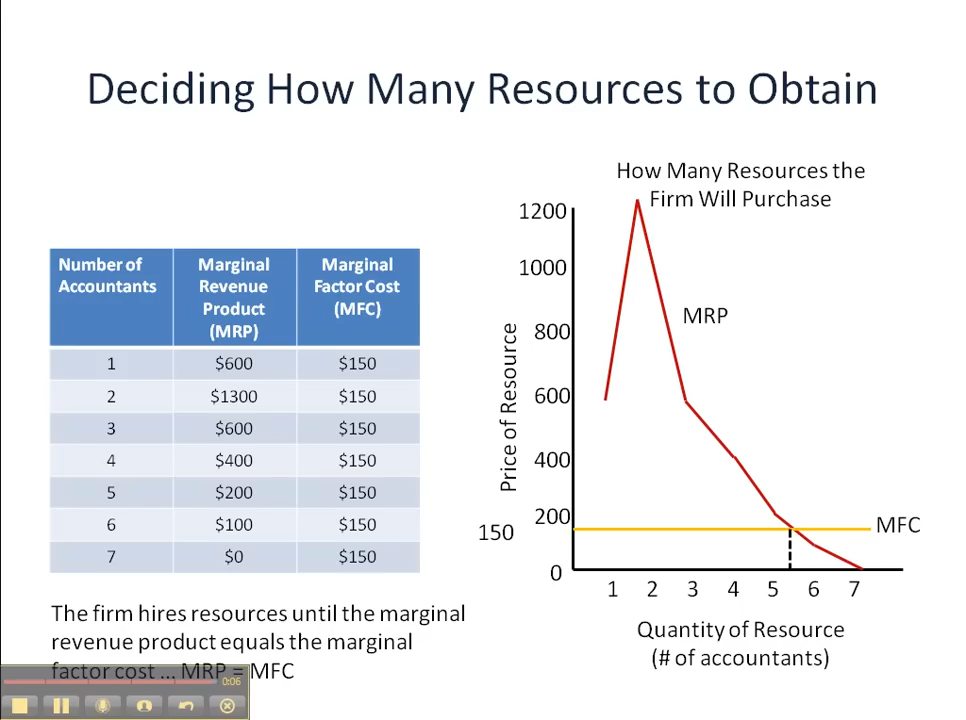 Deciding How Many Resources to Obtain
Number of Accountants	Marginal Revenue Product (MRP)	Marginal Factor Cost (MFC)
1	$600	$150
2	$1300	$150
3	$600	$150
4	$400	$150
5	$200	$150
6	$100	$150
7	$0	$150
The firm hires resources until the marginal
revenue product equals the marginal
factor cost ... MRP = MFC
0:06
How Many Resources the
Firm Will Purchase
Price of Resource
1200
1000
800
600
400
200
150
0
MRP
MFC
1 2 3 4 5 6 7
Quantity of Resource
(# of accountants)